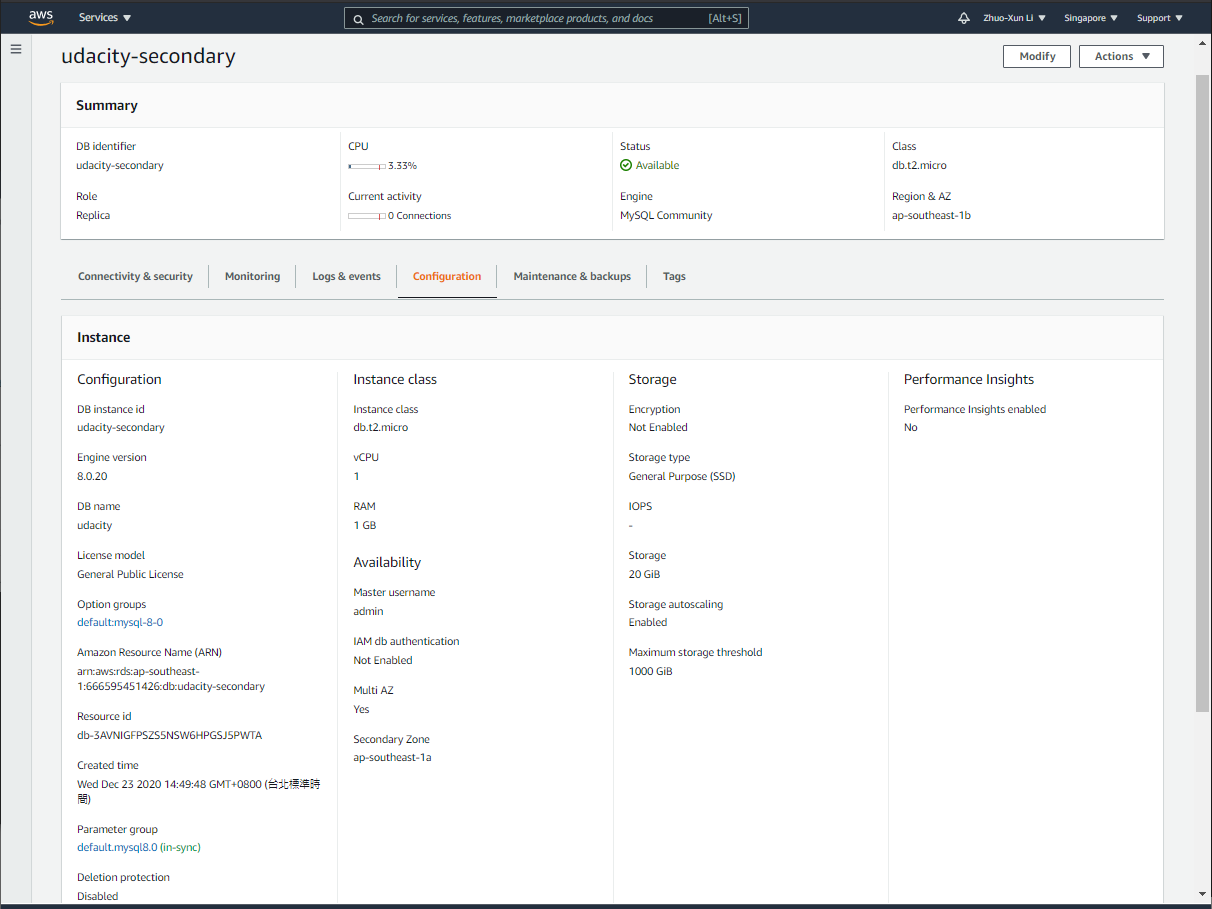 aws
Services
Search for services, features, marketplace products, and docs
[Alt+S]
Zhuo-Xun Li
Singapore
Support
udacity-secondary
Modify
Actions
Summary
DB identifier
udacity-secondary
CPU
3.33%
Status
Available
Class
db.t2.micro
Role
Replica
Current activity
0 Connections
Engine
MySQL Community
Region & AZ
ap-southeast-1b
Connectivity & security
Monitoring
Logs & events
Configuration
Maintenance & backups
Tags
Instance
Configuration
DB instance id
udacity-secondary
Engine version
8.0.20
DB name
udacity
License model
General Public License
Option groups
default:mysql-8-0
Amazon Resource Name (ARN)
arn:aws:rds:ap-southeast-
1:666595451426:db:udacity-secondary
Resource id
db-3AVNIGFPSZS5NSW6HPGSJ5PWTA
Created time
Wed Dec 23 2020 14:49:48 GMT+0800 (台北標準時
間)
Parameter group
default.mysql8.0 (in-sync)
Deletion protection
Disabled
Instance class
Instance class
db.t2.micro
vCPU
1
RAM
1 GB
Availability
Master username
admin
IAM db authentication
Not Enabled
Multi AZ
Yes
Secondary Zone
ap-southeast-1a
Storage
Encryption
Not Enabled
Storage type
General Purpose (SSD)
IOPS
-
Storage
20 GiB
Storage autoscaling
Enabled
Maximum storage threshold
1000 GiB
Performance Insights
Performance Insights enabled
No